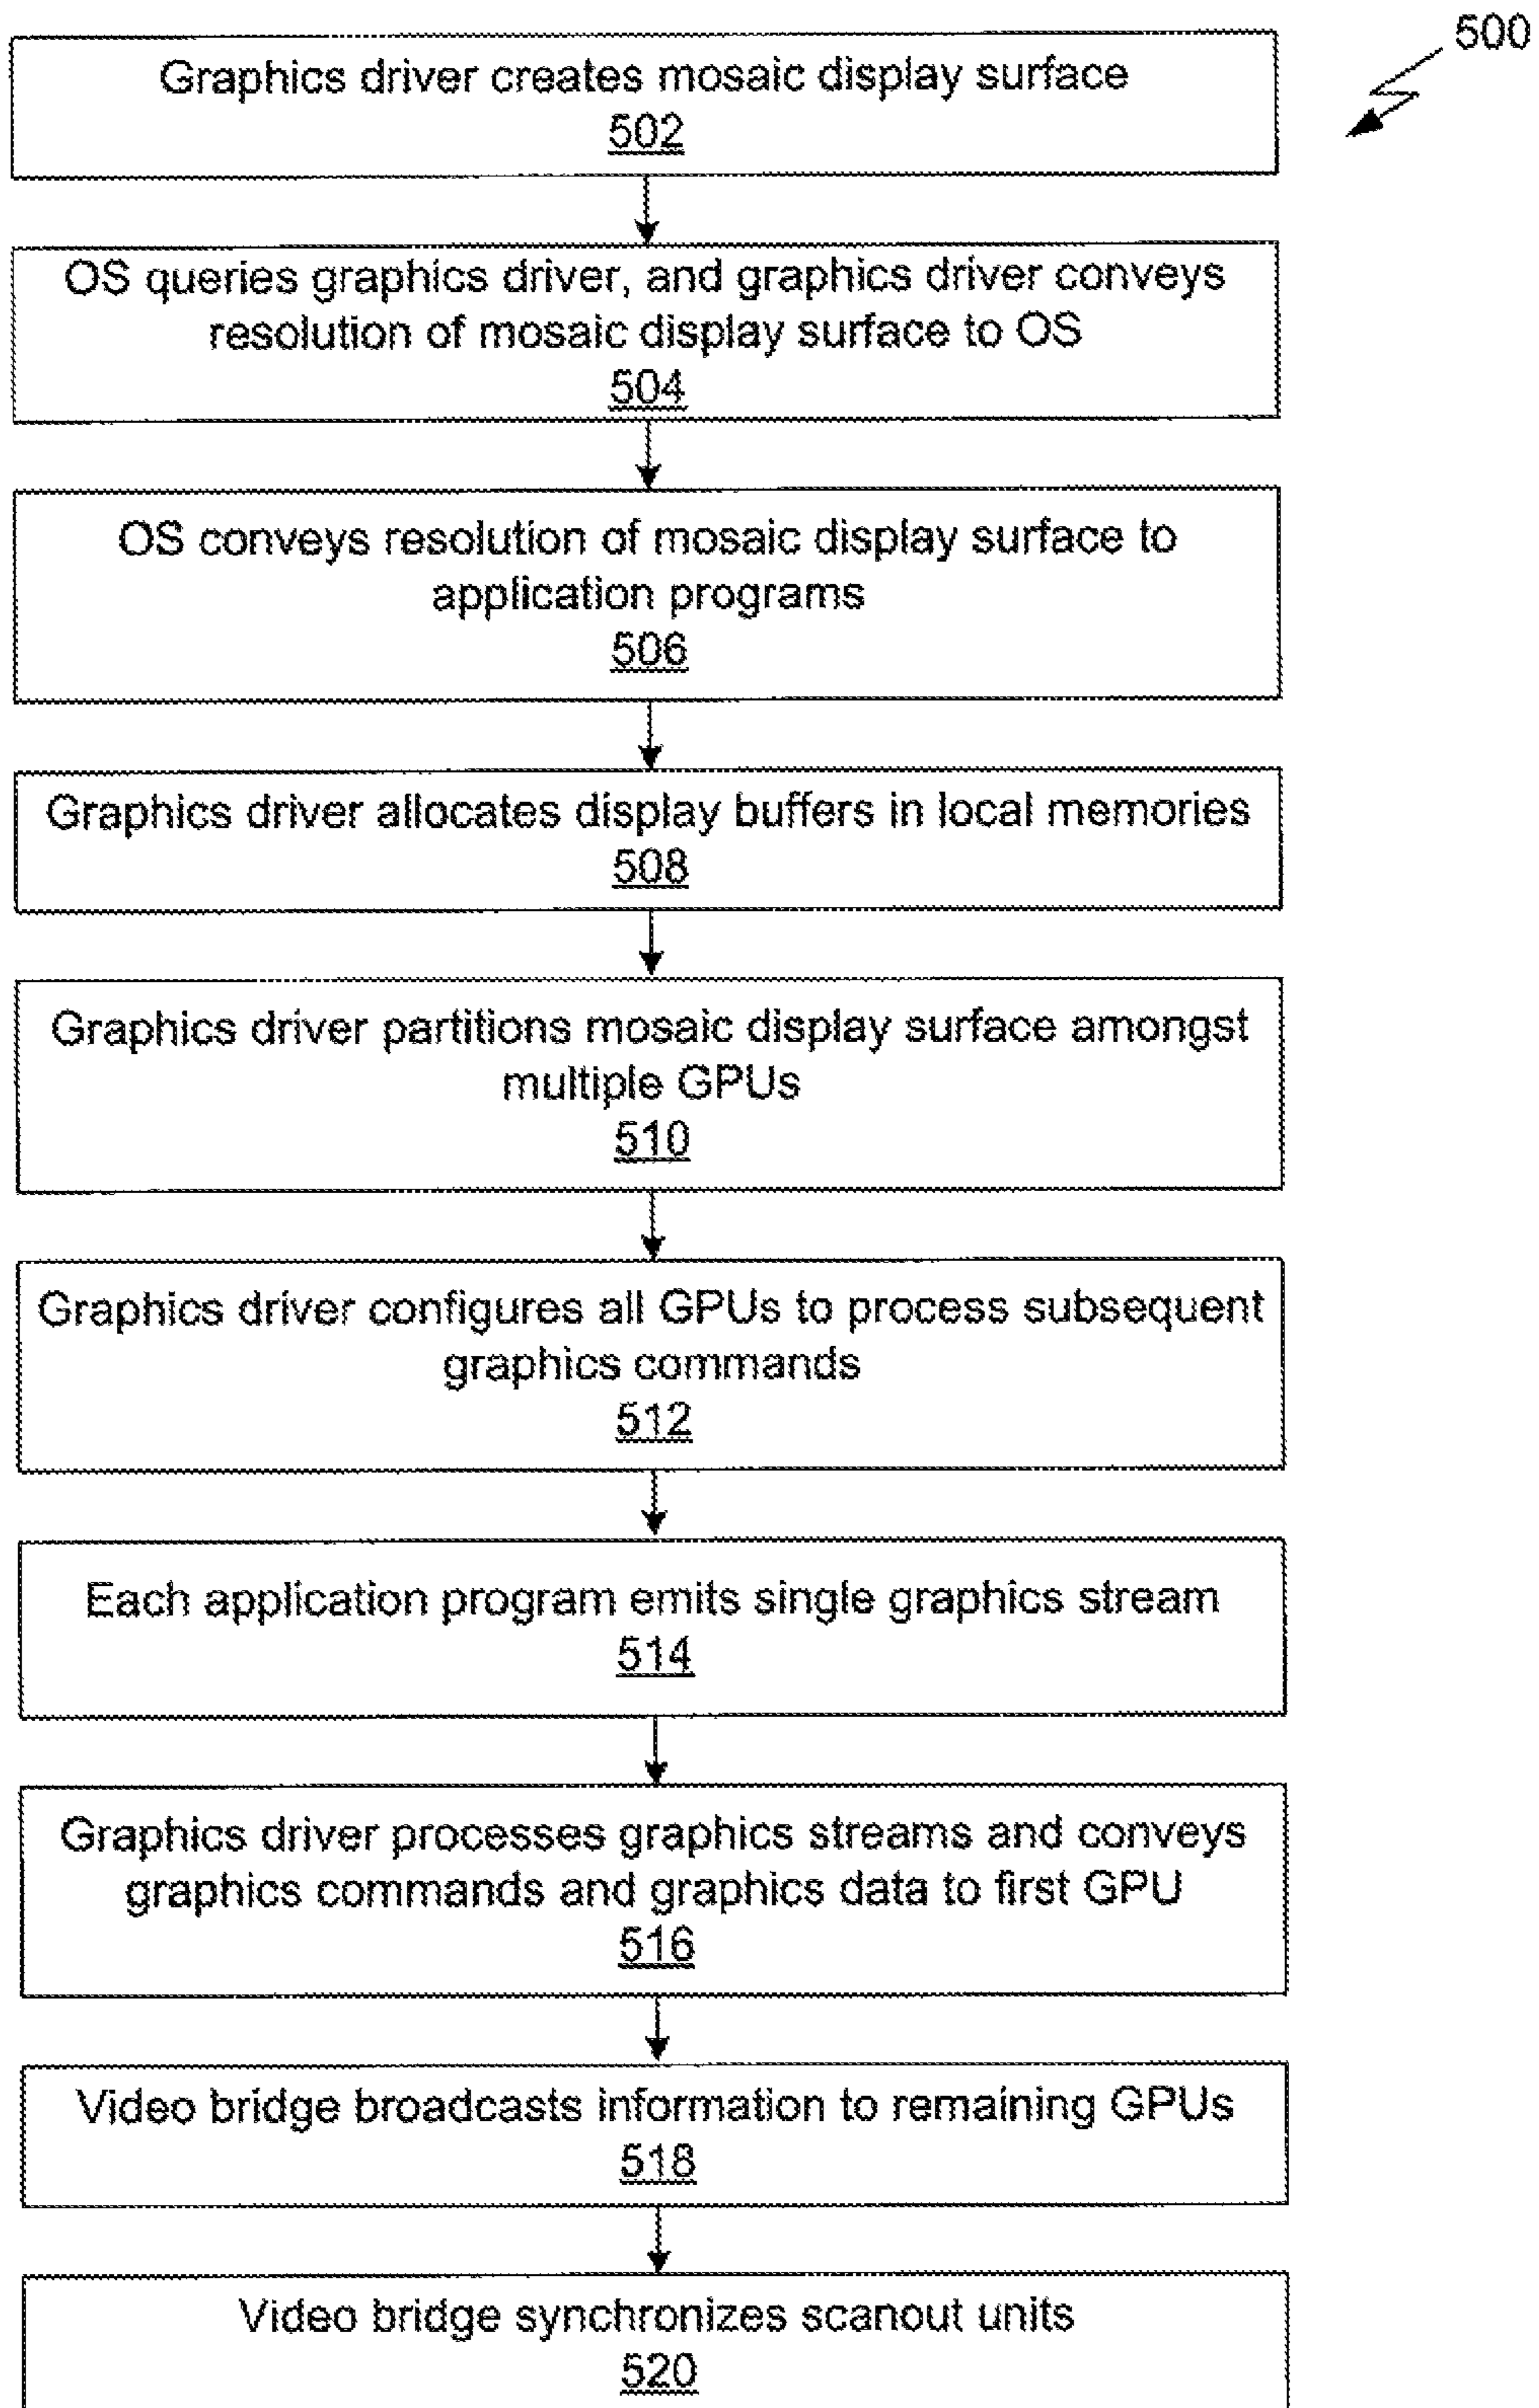 500
Graphics driver creates mosaic display surface
502
OS queries graphics driver, and graphics driver conveys
resolution of mosaic display surface to OS
504
OS conveys resolution of mosaic display surface to
application programs
506
Graphics driver allocates display buffers in local memories
508
Graphics driver partitions mosaic display surface amongst
multiple GPUs
510
Graphics driver configures all GPUs to process subsequent
graphics commands
512
Each application program emits single graphics stream
514
Graphics driver processes graphics streams and conveys
graphics commands and graphics data to first GPU
516
Video bridge broadcasts information to remaining GPUs
518
Video bridge synchronizes scanout units
520